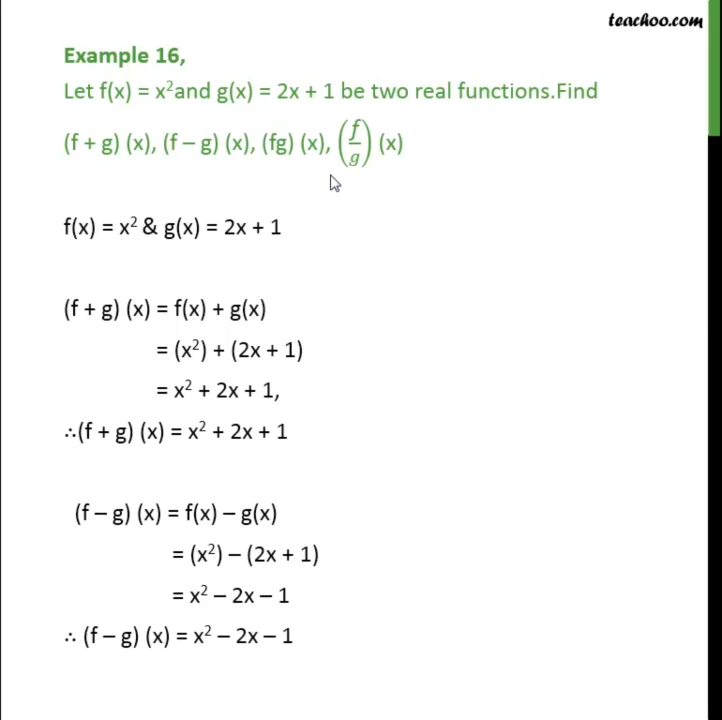 teachoo.com
Example 16,
Let f(x) = x²and g(x) = 2x + 1 be two real functions.Find
(f + g) (x), (f – g) (x), (fg) (x), (f/g) (x)
f(x) = x² & g(x) = 2x + 1
(f + g) (x) = f(x) + g(x)
= (x²) + (2x + 1)
= x² + 2x + 1,
∴(f + g) (x) = x² + 2x + 1
(f – g) (x) = f(x) – g(x)
= (x²) – (2x + 1)
= x² – 2x – 1
∴ (f – g) (x) = x² – 2x – 1